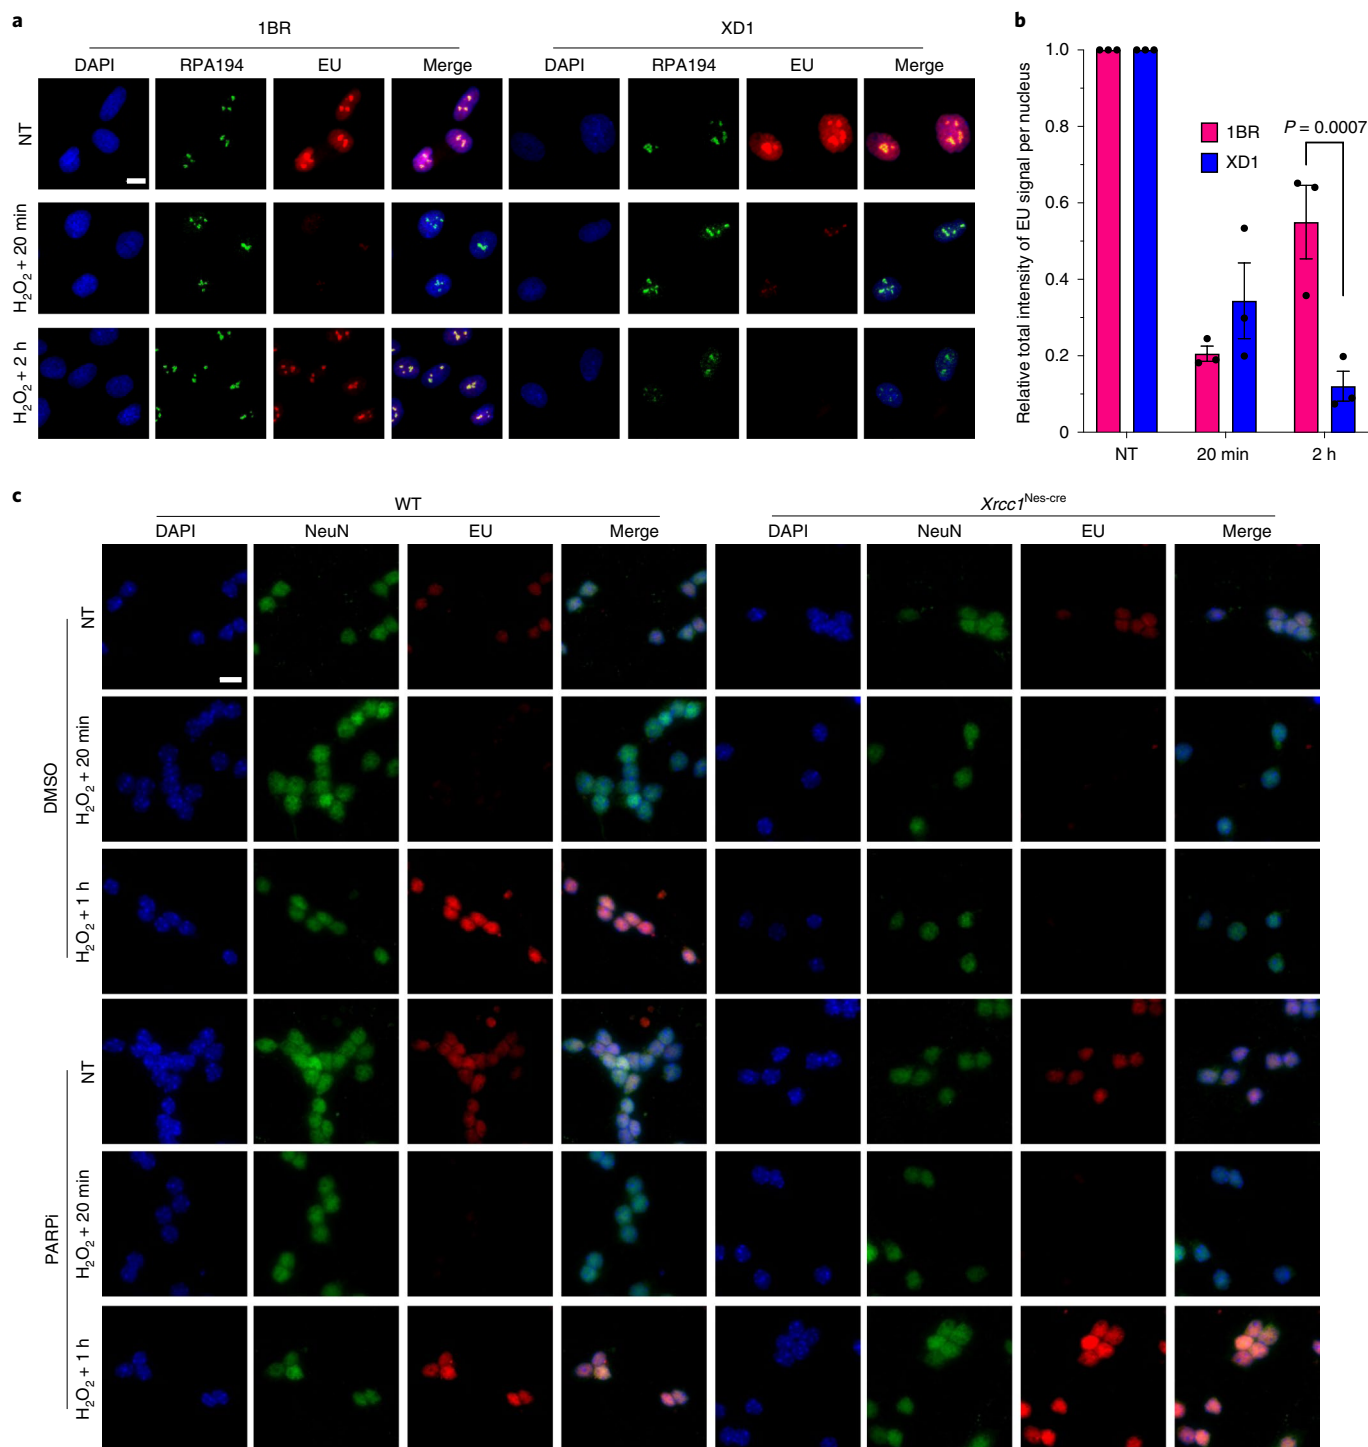 a
1BR XD1
DAPI RPA194 EU Merge DAPI RPA194 EU Merge
NT
H₂O₂ + 20 min
H₂O₂ + 2 h
b
Relative total intensity of EU signal per nucleus
1.0
0.8
0.6
0.4
0.2
0
1BR
XD1
P = 0.0007
NT 20 min 2 h
c
WT Xrcc1^Nes-cre
DAPI NeuN EU Merge DAPI NeuN EU Merge
DMSO
NT
H₂O₂ + 20 min
H₂O₂ + 1 h
PARPi
NT
H₂O₂ + 20 min
H₂O₂ + 1 h